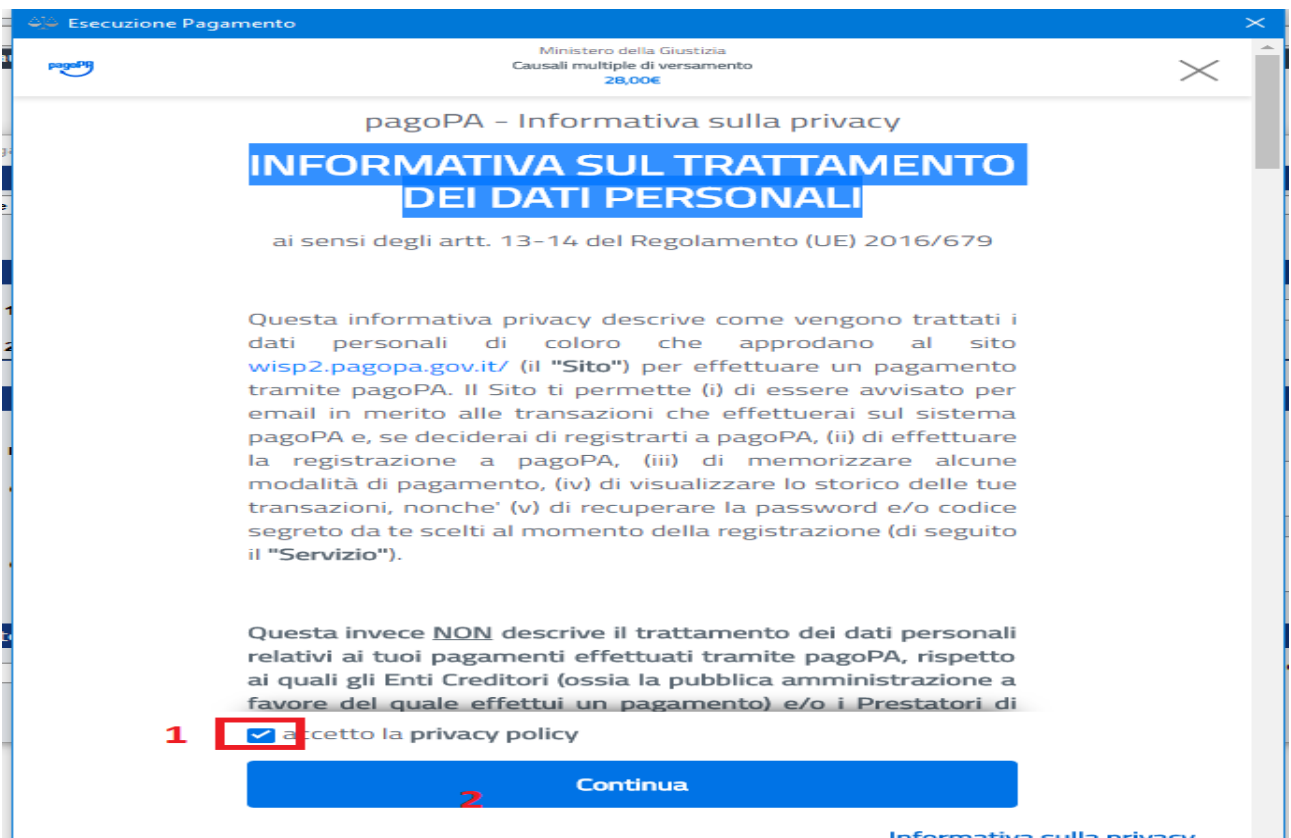 Esecuzione Pagamento
pagoPA
Ministero della Giustizia
Causali multiple di versamento
28,00€
pagoPA - Informativa sulla privacy
INFORMATIVA SUL TRATTAMENTO
DEI DATI PERSONALI
ai sensi degli artt. 13-14 del Regolamento (UE) 2016/679
Questa informativa privacy descrive come vengono trattati i
dati personali di coloro che approdano al sito
wisp2.pagopa.gov.it/ (il "Sito") per effettuare un pagamento
tramite pagoPA. Il Sito ti permette (i) di essere avvisato per
email in merito alle transazioni che effettuerai sul sistema
pagoPA e, se deciderai di registrarti a pagoPA, (ii) di effettuare
la registrazione a pagoPA, (iii) di memorizzare alcune
modalità di pagamento, (iv) di visualizzare lo storico delle tue
transazioni, nonche' (v) di recuperare la password e/o codice
segreto da te scelti al momento della registrazione (di seguito
il "Servizio").
Questa invece NON descrive il trattamento dei dati personali
relativi ai tuoi pagamenti effettuati tramite pagoPA, rispetto
ai quali gli Enti Creditori (ossia la pubblica amministrazione a
favore del quale effettui un pagamento) e/o i Prestatori di
1 accetto la privacy policy
Continua
2
Informativa sulla privacy